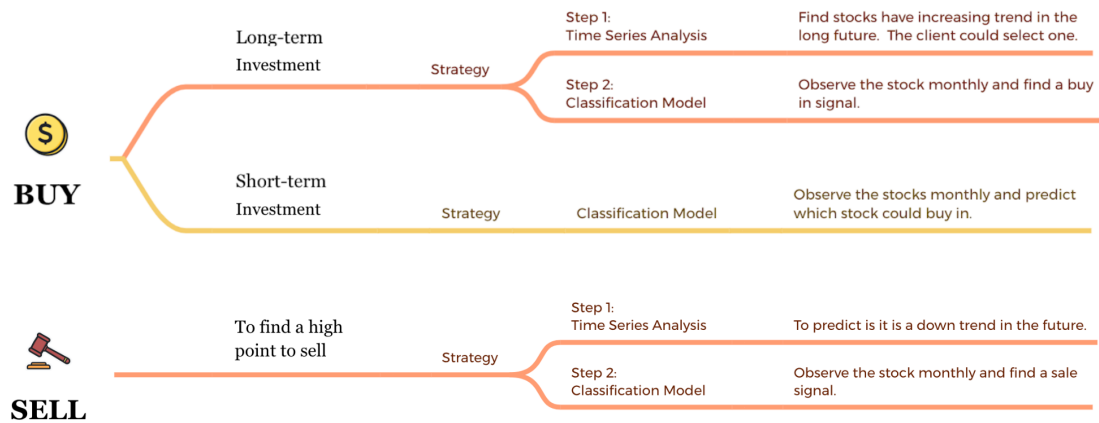 Long-term
Investment
Strategy
Step 1:
Time Series Analysis
Find stocks have increasing trend in the
long future. The client could select one.
Step 2:
Classification Model
Observe the stock monthly and find a buy
in signal.
$
BUY
Short-term
Investment
Strategy
Classification Model
Observe the stocks monthly and predict
which stock could buy in.
SELL
To find a high
point to sell
Strategy
Step 1:
Time Series Analysis
To predict is it is a down trend in the future.
Step 2:
Classification Model
Observe the stock monthly and find a sale
signal.